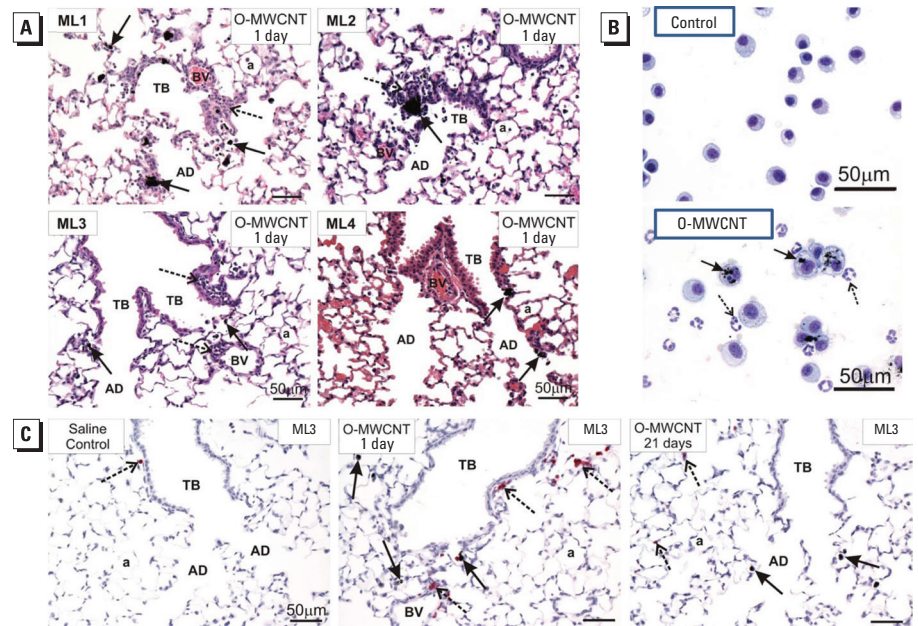 A
ML1
O-MWCNT
1 day
a
BV
TB
AD
ML2
O-MWCNT
1 day
TB
a
BV
AD
ML3
O-MWCNT
1 day
TB
TB
a
BV
AD
50µm
ML4
O-MWCNT
1 day
TB
BV
a
AD
AD
50µm
B
Control
50µm
O-MWCNT
50µm
C
Saline
Control
ML3
TB
AD
a
AD
50µm
O-MWCNT
1 day
ML3
TB
a
BV
O-MWCNT
21 days
ML3
TB
a
AD